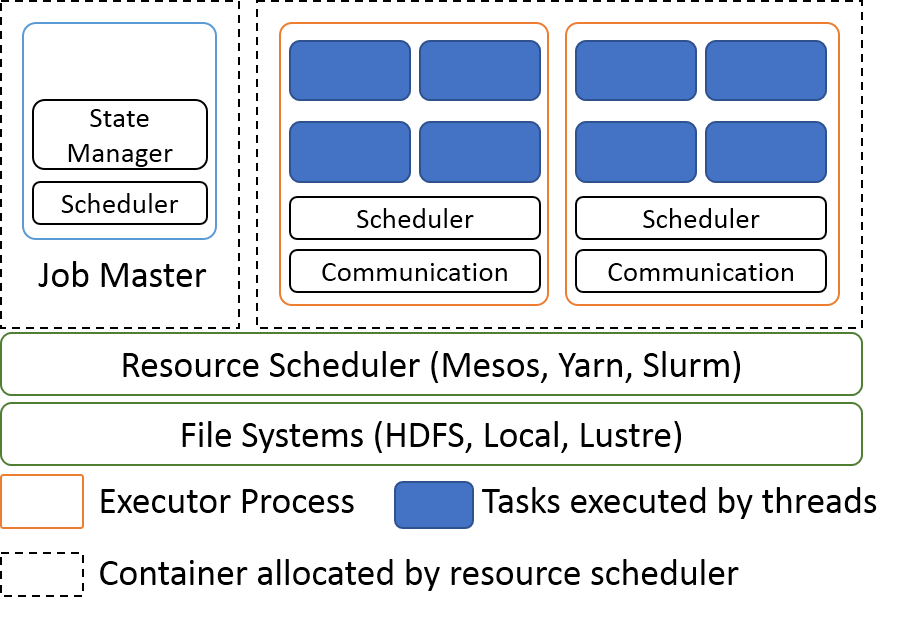 State
Manager
Scheduler
Job Master
Scheduler
Communication
Scheduler
Communication
Resource Scheduler (Mesos, Yarn, Slurm)
File Systems (HDFS, Local, Lustre)
Executor Process
Tasks executed by threads
Container allocated by resource scheduler